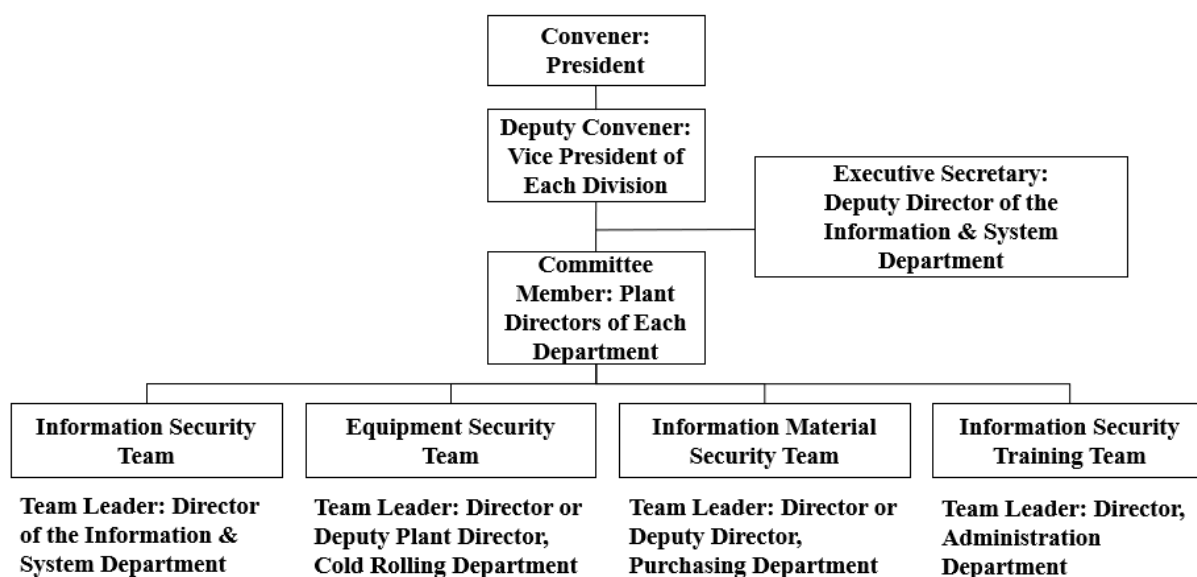 Convener:
President
Deputy Convener:
Vice President of
Each Division
Executive Secretary:
Deputy Director of the
Information & System
Department
Committee
Member: Plant
Directors of Each
Department
Information Security
Team
Equipment Security
Team
Information Material
Security Team
Information Security
Training Team
Team Leader: Director
of the Information &
System Department
Team Leader: Director or
Deputy Plant Director,
Cold Rolling Department
Team Leader: Director or
Deputy Director,
Purchasing Department
Team Leader: Director,
Administration
Department